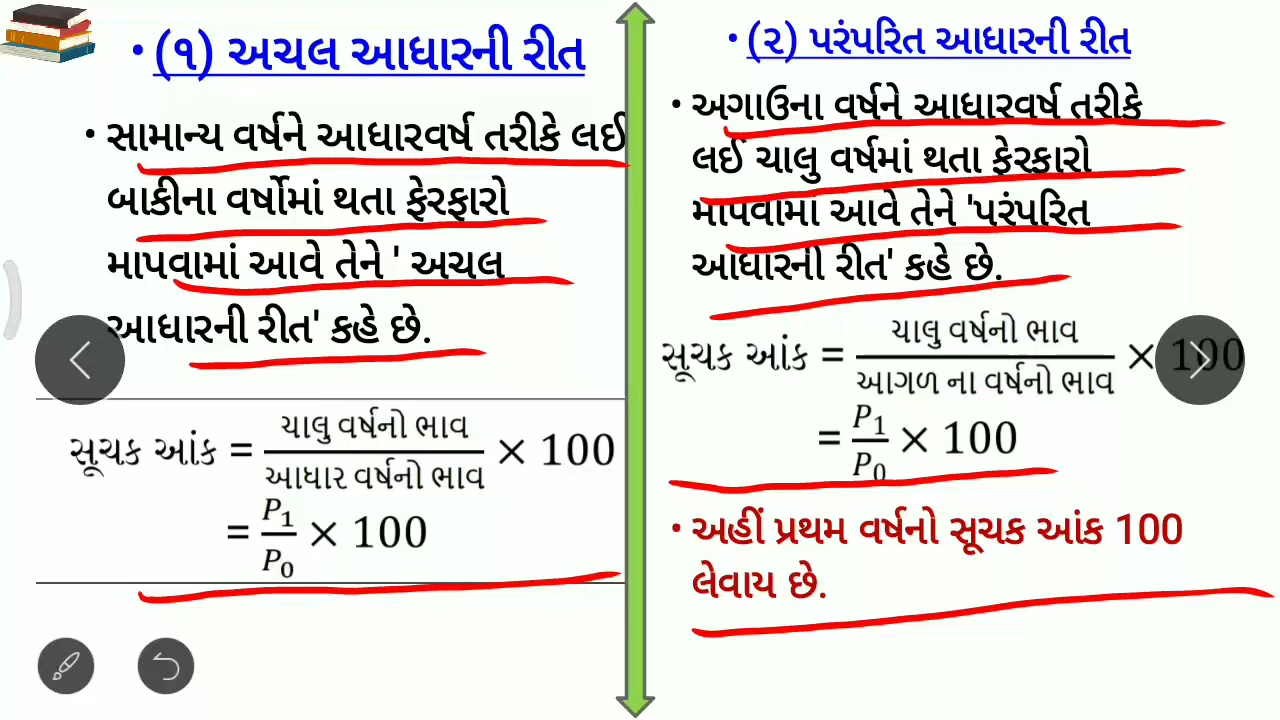 • (૧) અચલ આધારની રીત
• સામાન્ય વર્ષને આધારવર્ષ તરીકે લઈ
બાકીના વર્ષોમાં થતા ફેરફારો
માપવામાં આવે તેને ' અચલ
આધારની રીત' કહે છે.
સૂચક આંક = ચાલુ વર્ષનો ભાવ / આધાર વર્ષનો ભાવ × 100
= P₁ / P₀ × 100
• (૨) પરંપરિત આધારની રીત
• અગાઉના વર્ષને આધારવર્ષ તરીકે
લઈ ચાલુ વર્ષમાં થતા ફેરફારો
માપવામાં આવે તેને 'પરંપરિત
આધારની રીત' કહે છે.
સૂચક આંક = ચાલુ વર્ષનો ભાવ / આગળ ના વર્ષનો ભાવ × 100
= P₁ / P₀ × 100
• અહીં પ્રથમ વર્ષનો સૂચક આંક 100
લેવાય છે.